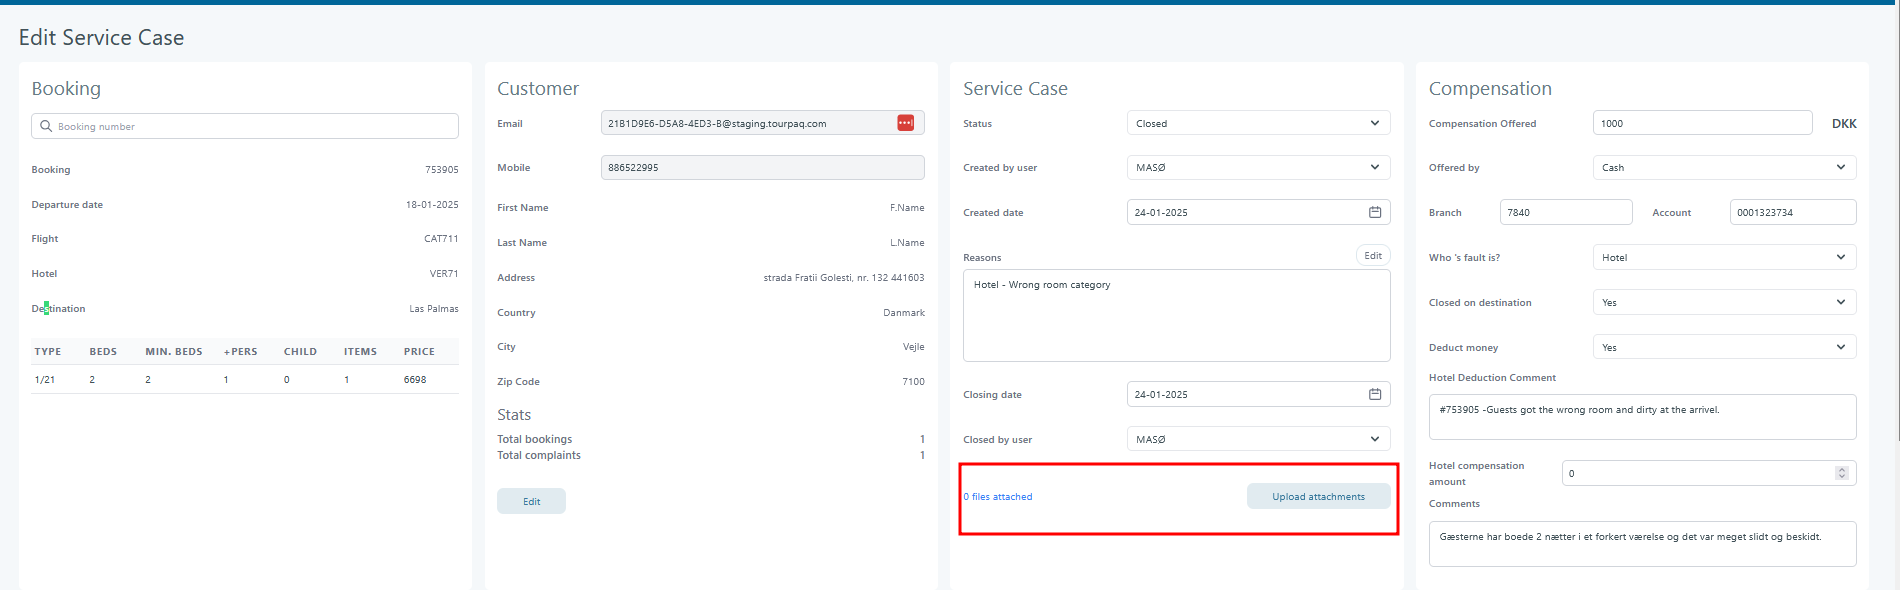 Edit Service Case
Booking
Booking number
Booking 753905
Departure date 18-01-2025
Flight CAT711
Hotel VER71
Destination Las Palmas
TYPE BEDS MIN. BEDS +PERS CHILD ITEMS PRICE
1/21 2 2 1 0 1 6698
Customer
Email 21B1D9E6-D5A8-4ED3-B@staging.tourpaq.com
Mobile 886522995
First Name F.Name
Last Name L.Name
Address strada Fratii Golesti, nr. 132 441603
Country Danmark
City Vejle
Zip Code 7100
Stats
Total bookings 1
Total complaints 1
Edit
Service Case
Status Closed
Created by user MASØ
Created date 24-01-2025
Reasons Edit
Hotel - Wrong room category
Closing date 24-01-2025
Closed by user MASØ
0 files attached Upload attachments
Compensation
Compensation Offered 1000 DKK
Offered by Cash
Branch 7840 Account 0001323734
Who 's fault is? Hotel
Closed on destination Yes
Deduct money Yes
Hotel Deduction Comment
#753905 -Guests got the wrong room and dirty at the arrivel.
Hotel compensation
amount 0
Comments
Gæsterne har boede 2 nætter i et forkert værelse og det var meget slidt og beskidt.